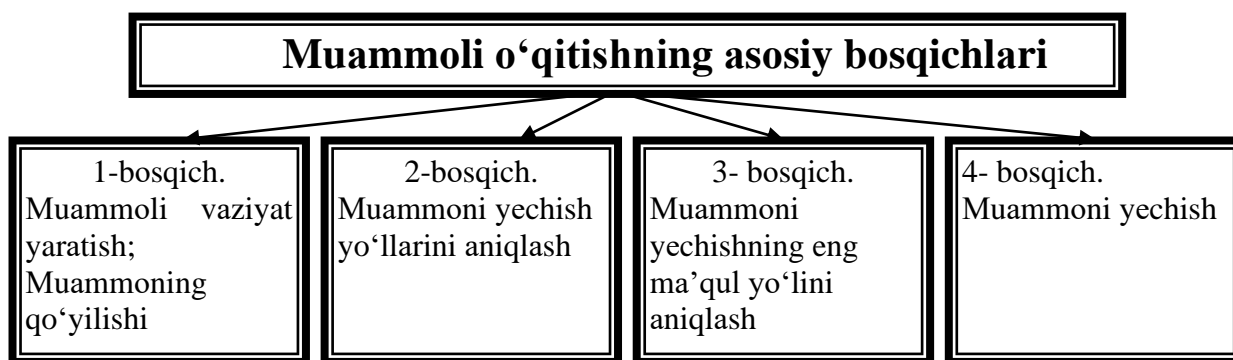 Muammoli o‘qitishning asosiy bosqichlari
1-bosqich.
Muammoli vaziyat
yaratish;
Muammoning
qo‘yilishi
2-bosqich.
Muammoni yechish
yo‘llarini aniqlash
3- bosqich.
Muammoni
yechishning eng
ma’qul yo‘lini
aniqlash
4- bosqich.
Muammoni yechish